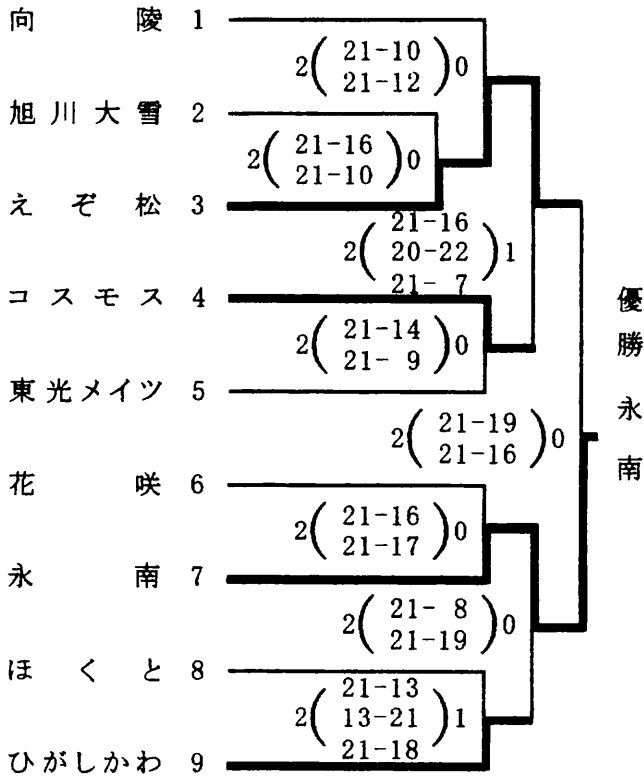 向陵 1
2( 21-10 )0
21-12
旭川大雪 2
2( 21-16 )0
21-10
えぞ松 3
21-16
2( 20-22 )1
21- 7
コスモス 4
2( 21-14 )0
21- 9
東光メイツ 5
2( 21-19 )0
21-16
優勝 永南
花咲 6
2( 21-16 )0
21-17
永南 7
2( 21- 8 )0
21-19
ほくと 8
21-13
2( 13-21 )1
21-18
ひがしかわ 9